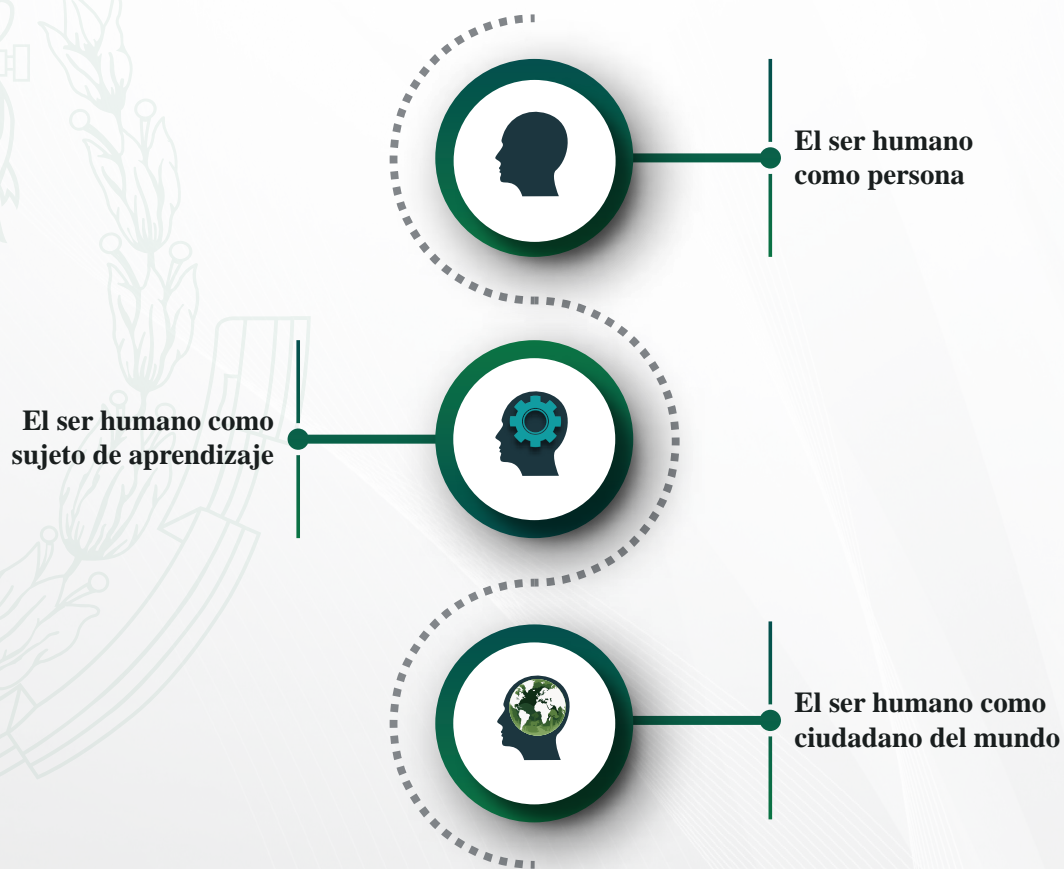 El ser humano
como persona
El ser humano como
sujeto de aprendizaje
El ser humano como
ciudadano del mundo